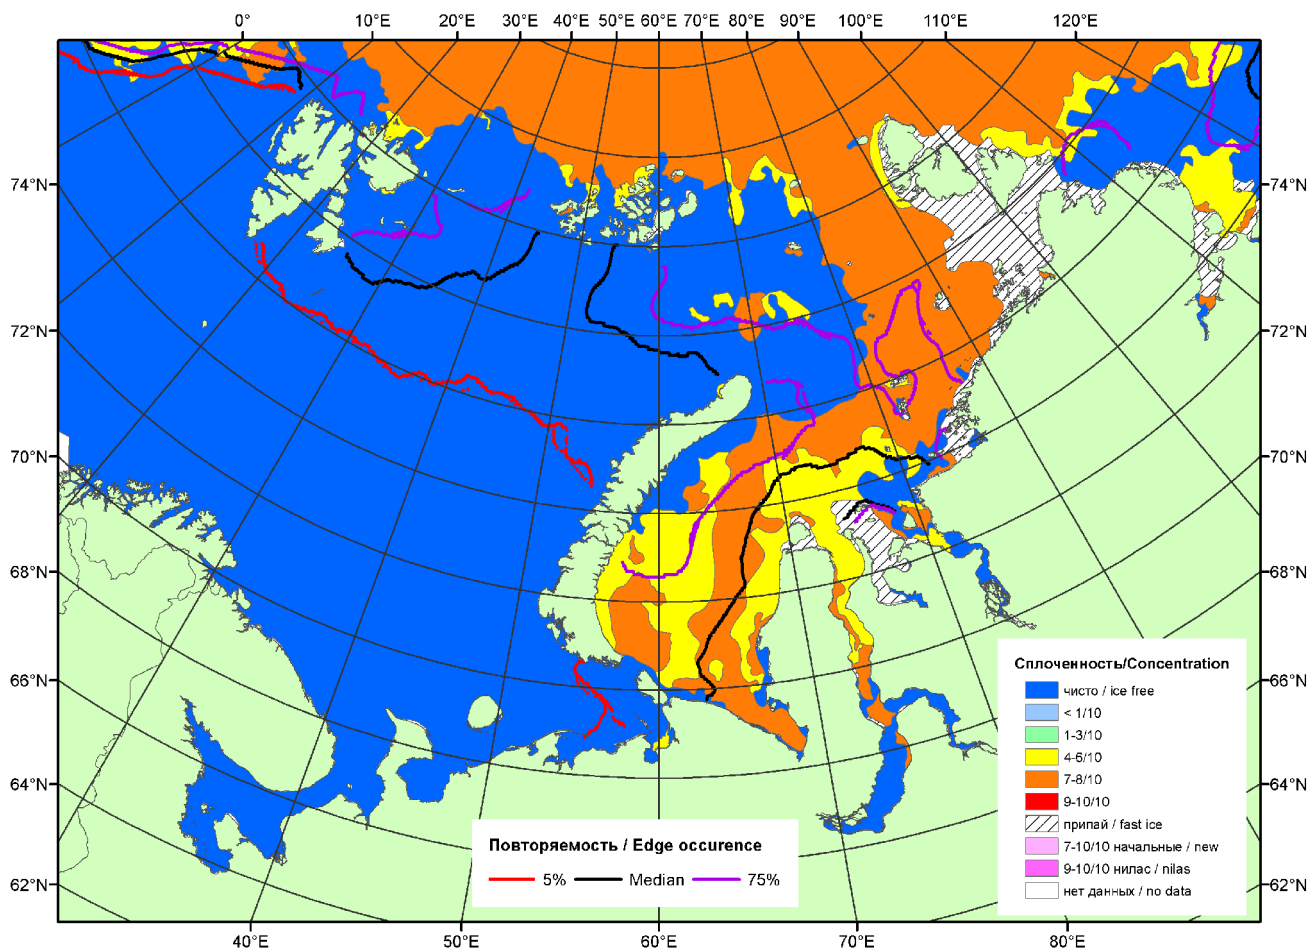 0° 10°E 20°E 30°E 40°E 50°E 60°E 70°E 80°E 90°E 100°E 110°E 120°E
74°N 74°N
72°N 72°N
70°N 70°N
68°N 68°N
66°N 66°N
64°N 64°N
62°N 62°N
Сплоченность/Concentration
чисто / ice free
< 1/10
1-3/10
4-6/10
7-8/10
9-10/10
припай / fast ice
7-10/10 начальные / new
9-10/10 нилас / nilas
нет данных / no data
Повторяемость / Edge occurence
5% Median 75%
40°E 50°E 60°E 70°E 80°E